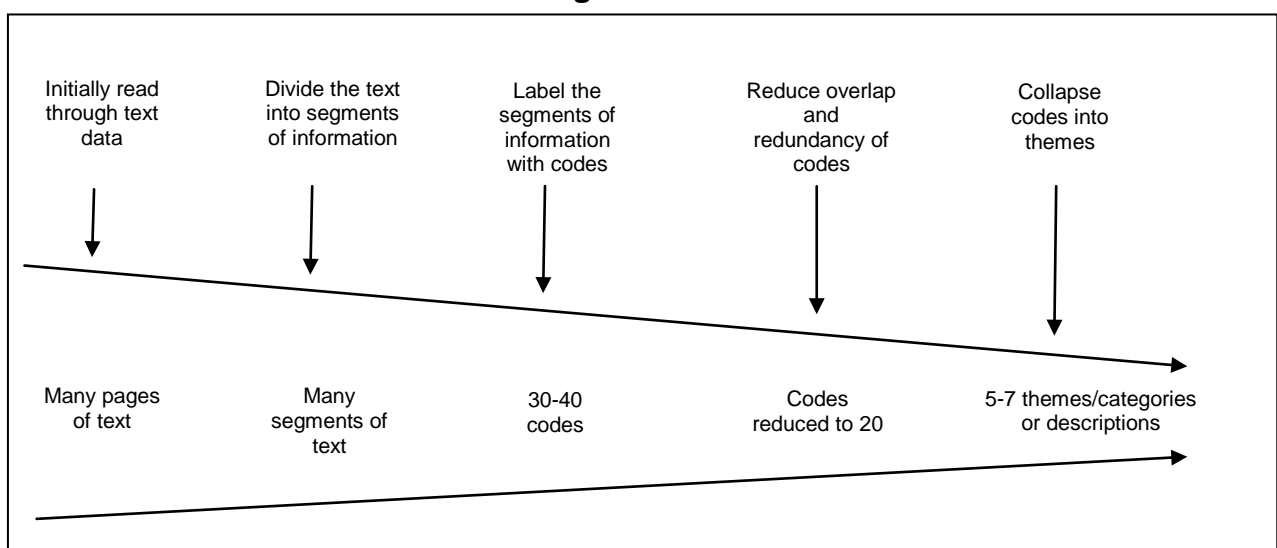 Initially read
through text
data
Divide the text
into segments
of information
Label the
segments of
information
with codes
Reduce overlap
and
redundancy of
codes
Collapse
codes into
themes
Many pages
of text
Many
segments of
text
30-40
codes
Codes
reduced to 20
5-7 themes/categories
or descriptions